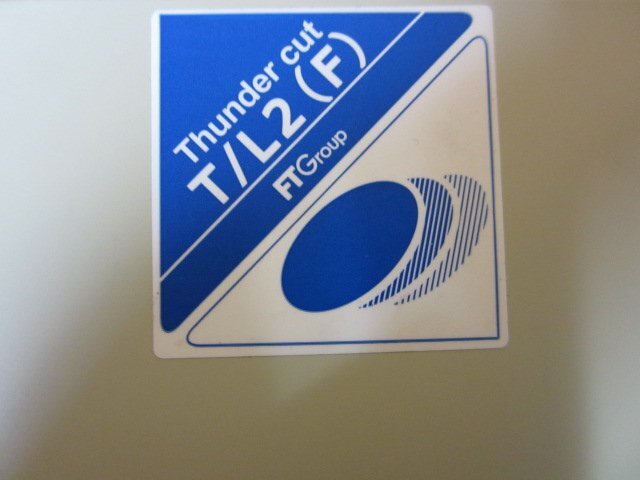 Thunder cut
T/L2(F)
FTGroup